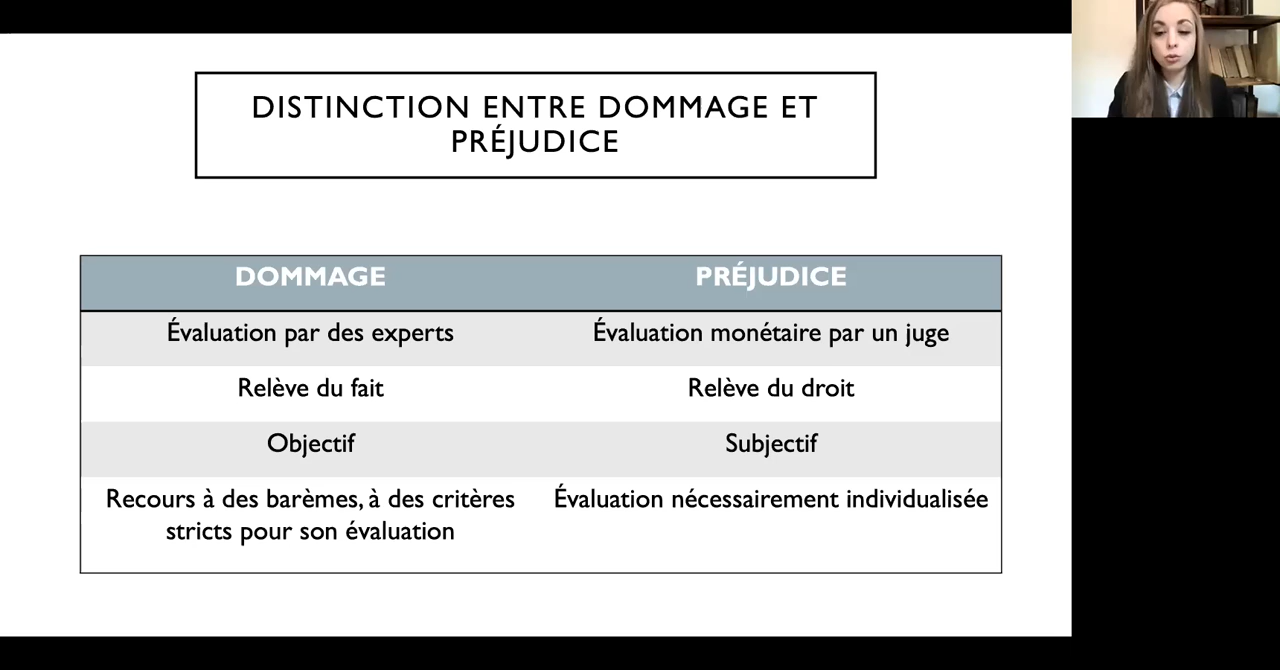 DISTINCTION ENTRE DOMMAGE ET
PRÉJUDICE
DOMMAGE
PRÉJUDICE
Évaluation par des experts
Évaluation monétaire par un juge
Relève du fait
Relève du droit
Objectif
Subjectif
Recours à des barèmes, à des critères
stricts pour son évaluation
Évaluation nécessairement individualisée